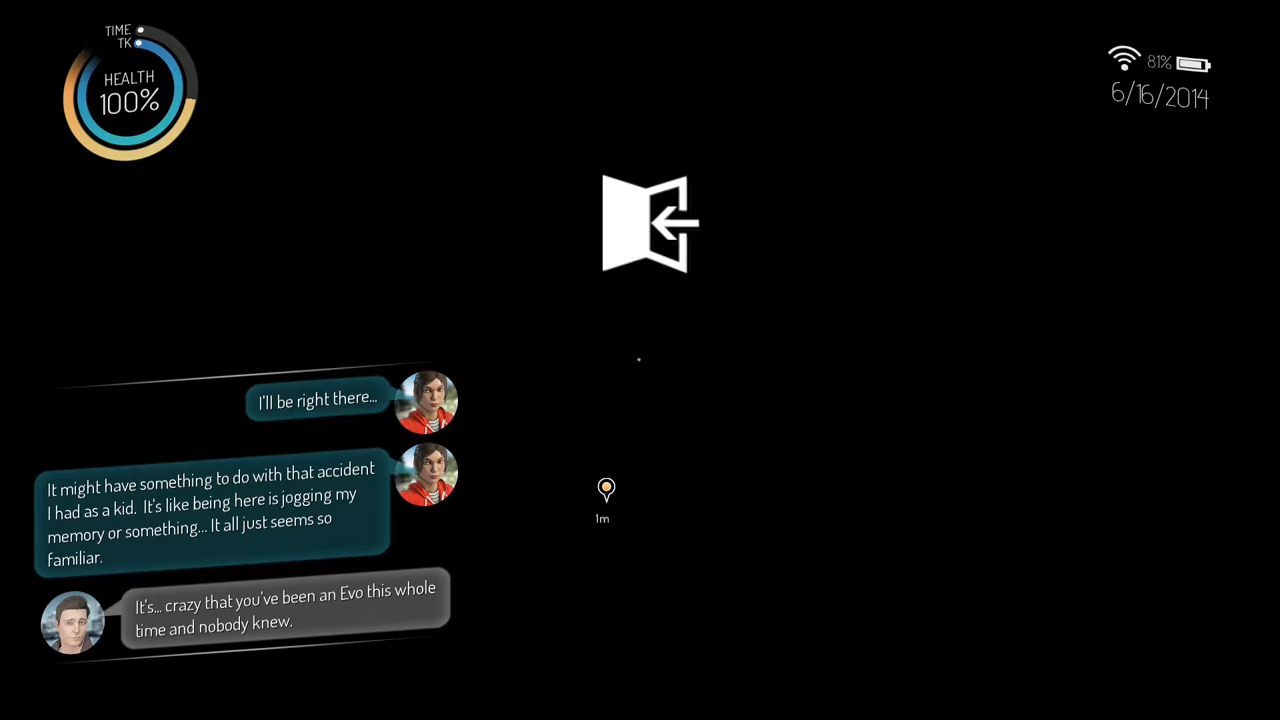 TIME
TK
HEALTH
100%
81%
6/16/2014
I'll be right there...
It might have something to do with that accident
I had as a kid. It's like being here is jogging my
memory or something... It all just seems so
familiar.
1m
It's... crazy that you've been an Evo this whole
time and nobody knew.